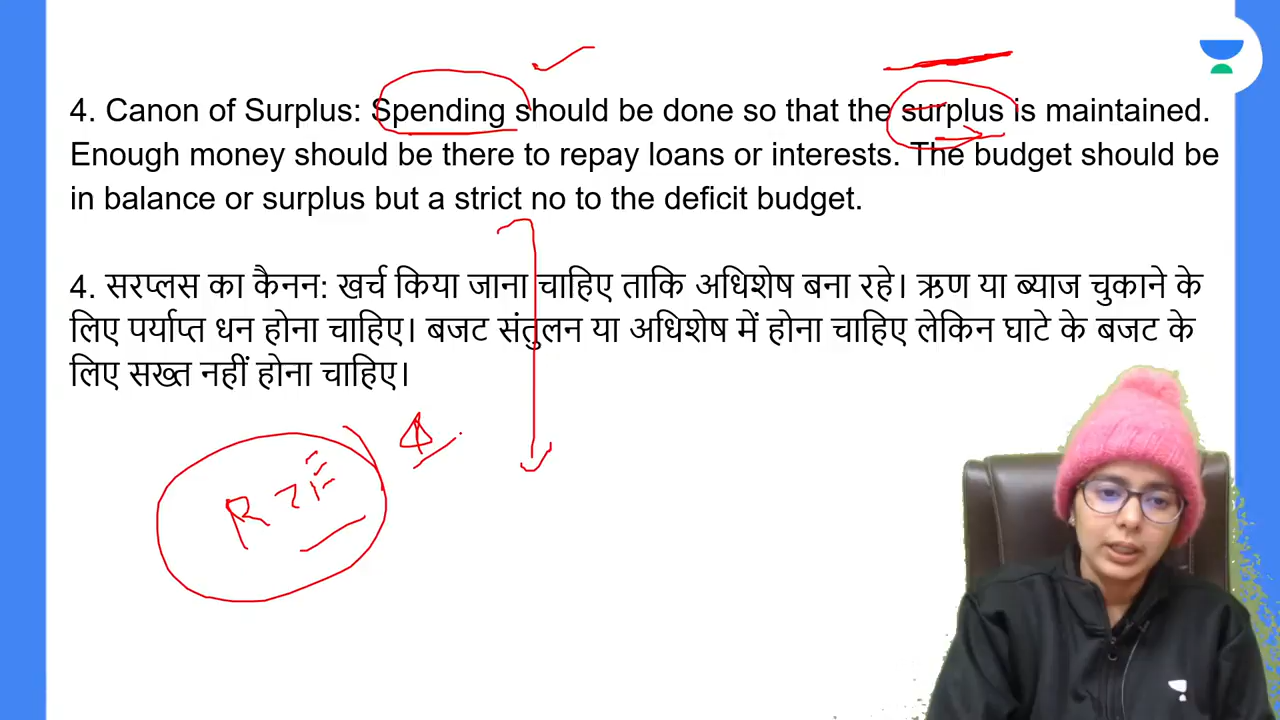 4. Canon of Surplus: Spending should be done so that the surplus is maintained.
Enough money should be there to repay loans or interests. The budget should be
in balance or surplus but a strict no to the deficit budget.
4. सरप्लस का कैनन: खर्च किया जाना चाहिए ताकि अधिशेष बना रहे। ऋण या ब्याज चुकाने के
लिए पर्याप्त धन होना चाहिए। बजट संतुलन या अधिशेष में होना चाहिए लेकिन घाटे के बजट के
लिए सख्त नहीं होना चाहिए।
R > E